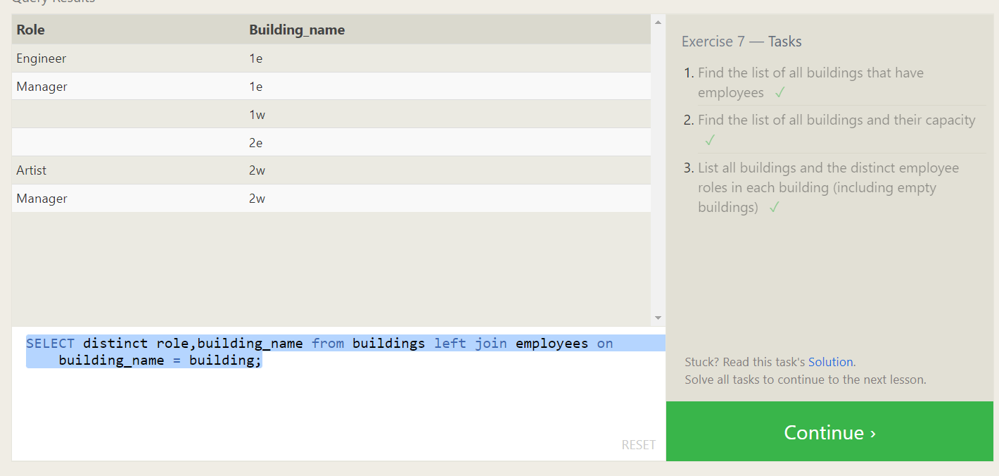 Query Results
Role Building_name
Engineer 1e
Manager 1e
1w
2e
Artist 2w
Manager 2w
SELECT distinct role,building_name from buildings left join employees on
building_name = building;
RESET
Exercise 7 — Tasks
1. Find the list of all buildings that have
employees ✓
2. Find the list of all buildings and their capacity
✓
3. List all buildings and the distinct employee
roles in each building (including empty
buildings) ✓
Stuck? Read this task's Solution.
Solve all tasks to continue to the next lesson.
Continue ›